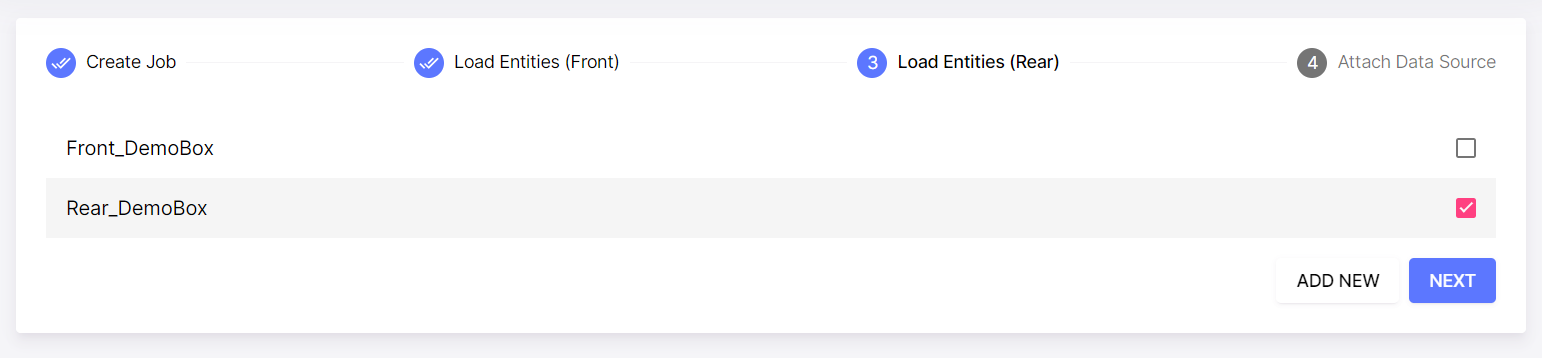 Create Job
Load Entities (Front)
3 Load Entities (Rear)
4 Attach Data Source
Front_DemoBox
Rear_DemoBox
ADD NEW
NEXT